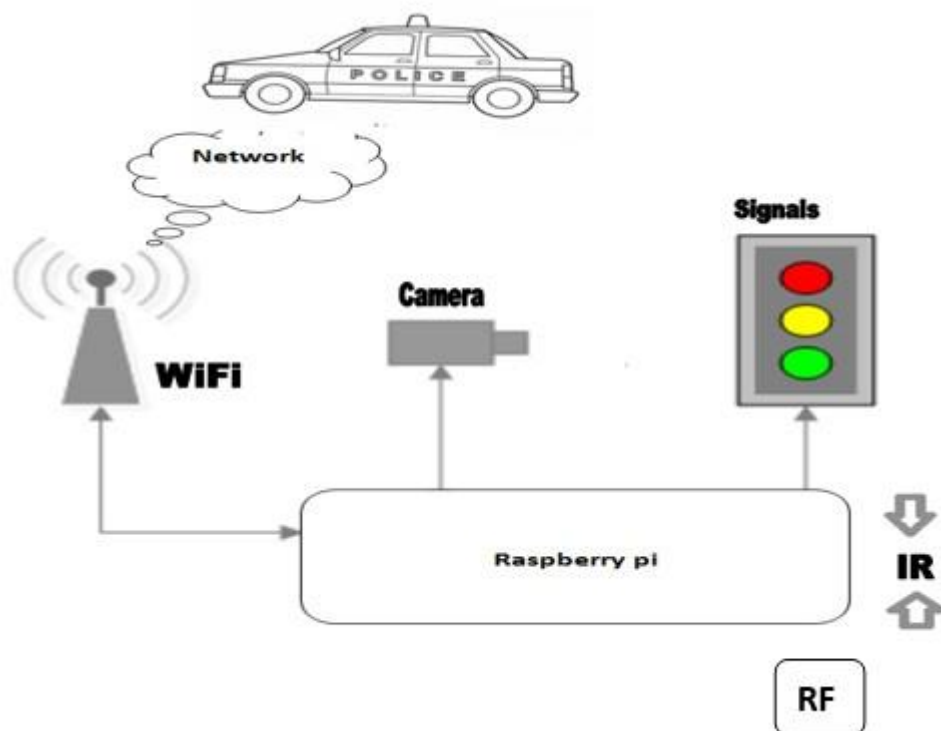 POLICE
Network
Signals
Camera
WiFi
Raspberry pi
IR
RF